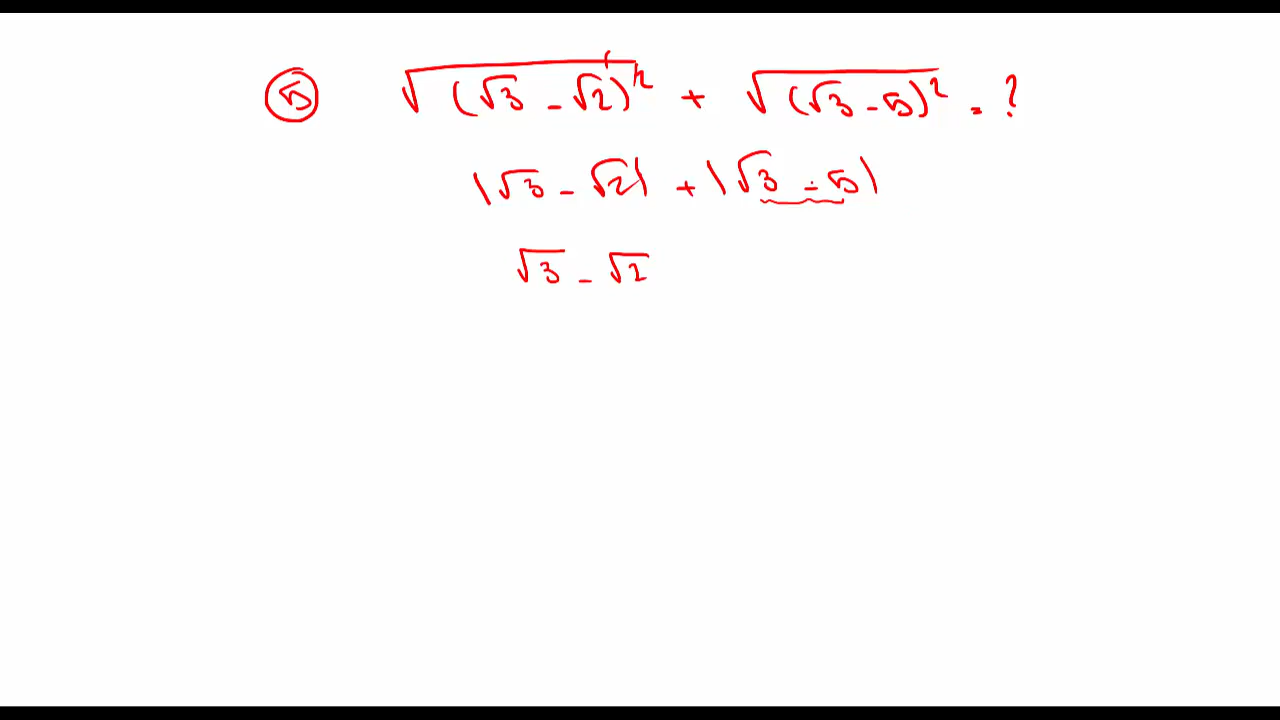 ⑤ √(√3 - √2)² + √(√3 - 5)² = ?
|√3 - √2| + |√3 - 5|
√3 - √2